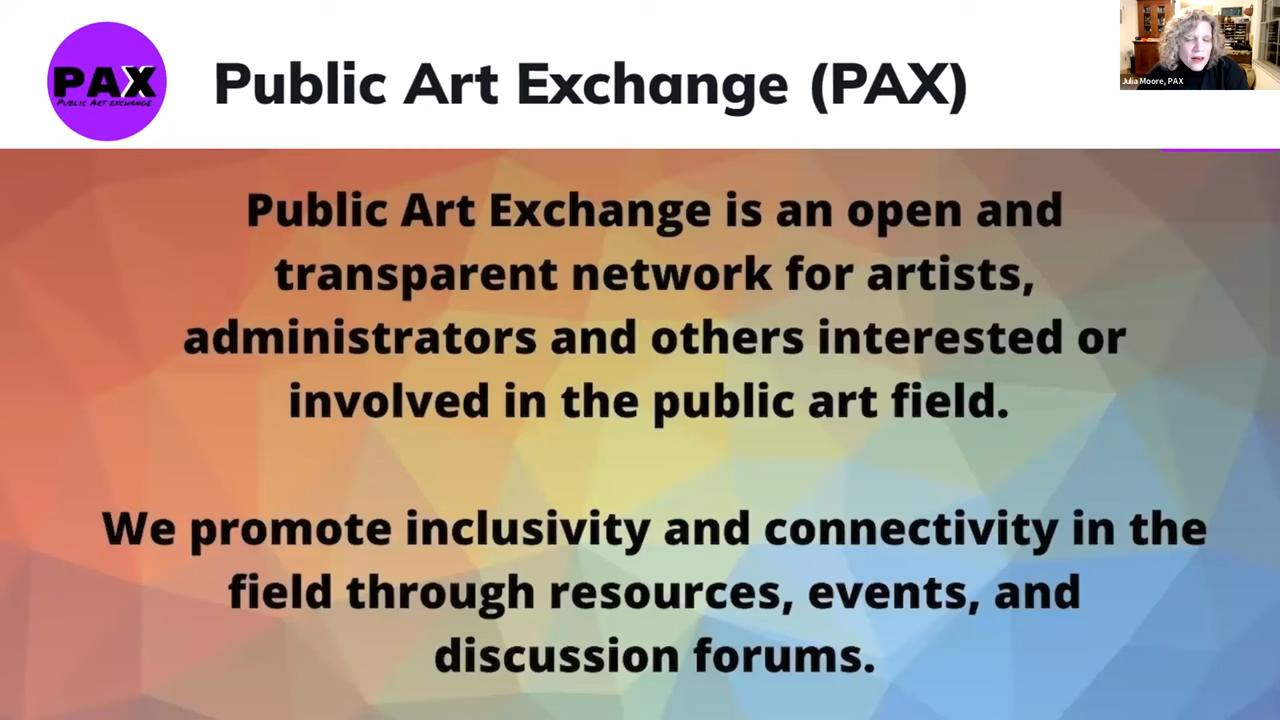 PAX
Public Art exchange
Public Art Exchange (PAX)
Julia Moore, PAX
Public Art Exchange is an open and
transparent network for artists,
administrators and others interested or
involved in the public art field.
We promote inclusivity and connectivity in the
field through resources, events, and
discussion forums.